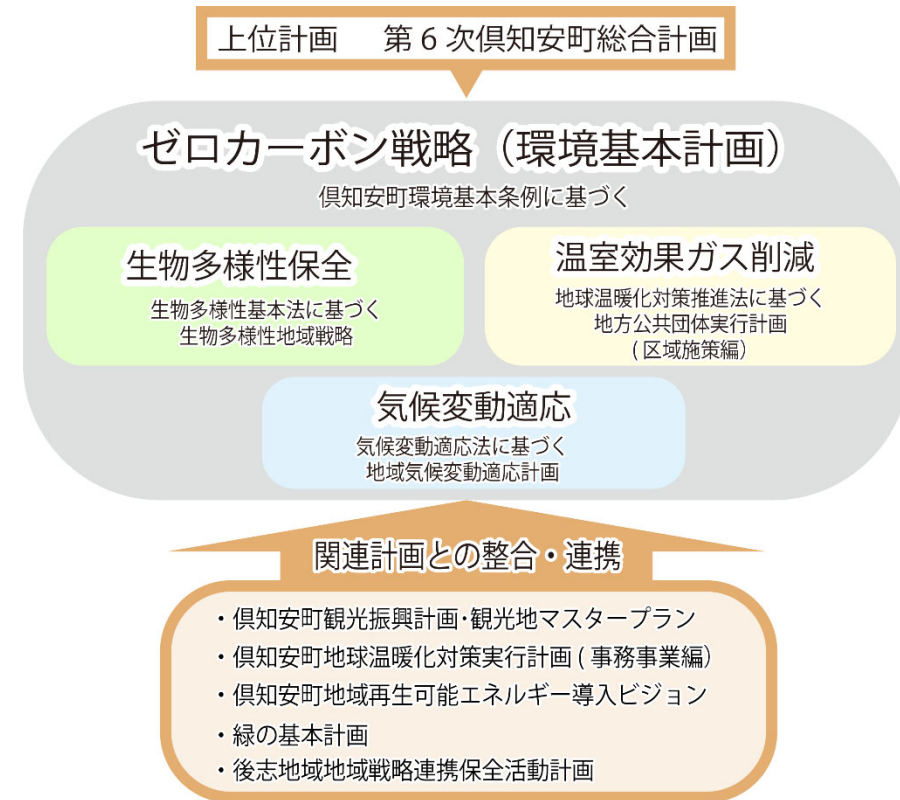 上位計画　第６次倶知安町総合計画
ゼロカーボン戦略（環境基本計画）
倶知安町環境基本条例に基づく
生物多様性保全
生物多様性基本法に基づく
生物多様性地域戦略
温室効果ガス削減
地球温暖化対策推進法に基づく
地方公共団体実行計画
(区域施策編)
気候変動適応
気候変動適応法に基づく
地域気候変動適応計画
関連計画との整合・連携
・倶知安町観光振興計画･観光地マスタープラン
・倶知安町地球温暖化対策実行計画(事務事業編)
・倶知安町地域再生可能エネルギー導入ビジョン
・緑の基本計画
・後志地域地域戦略連携保全活動計画